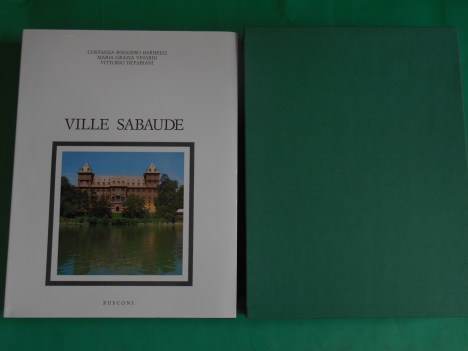 COSTANZA ROGGERO BARDELLI
MARIA GRAZIA VINARDI
VITTORIO DEFABIANI
VILLE SABAUDE
RUSCONI